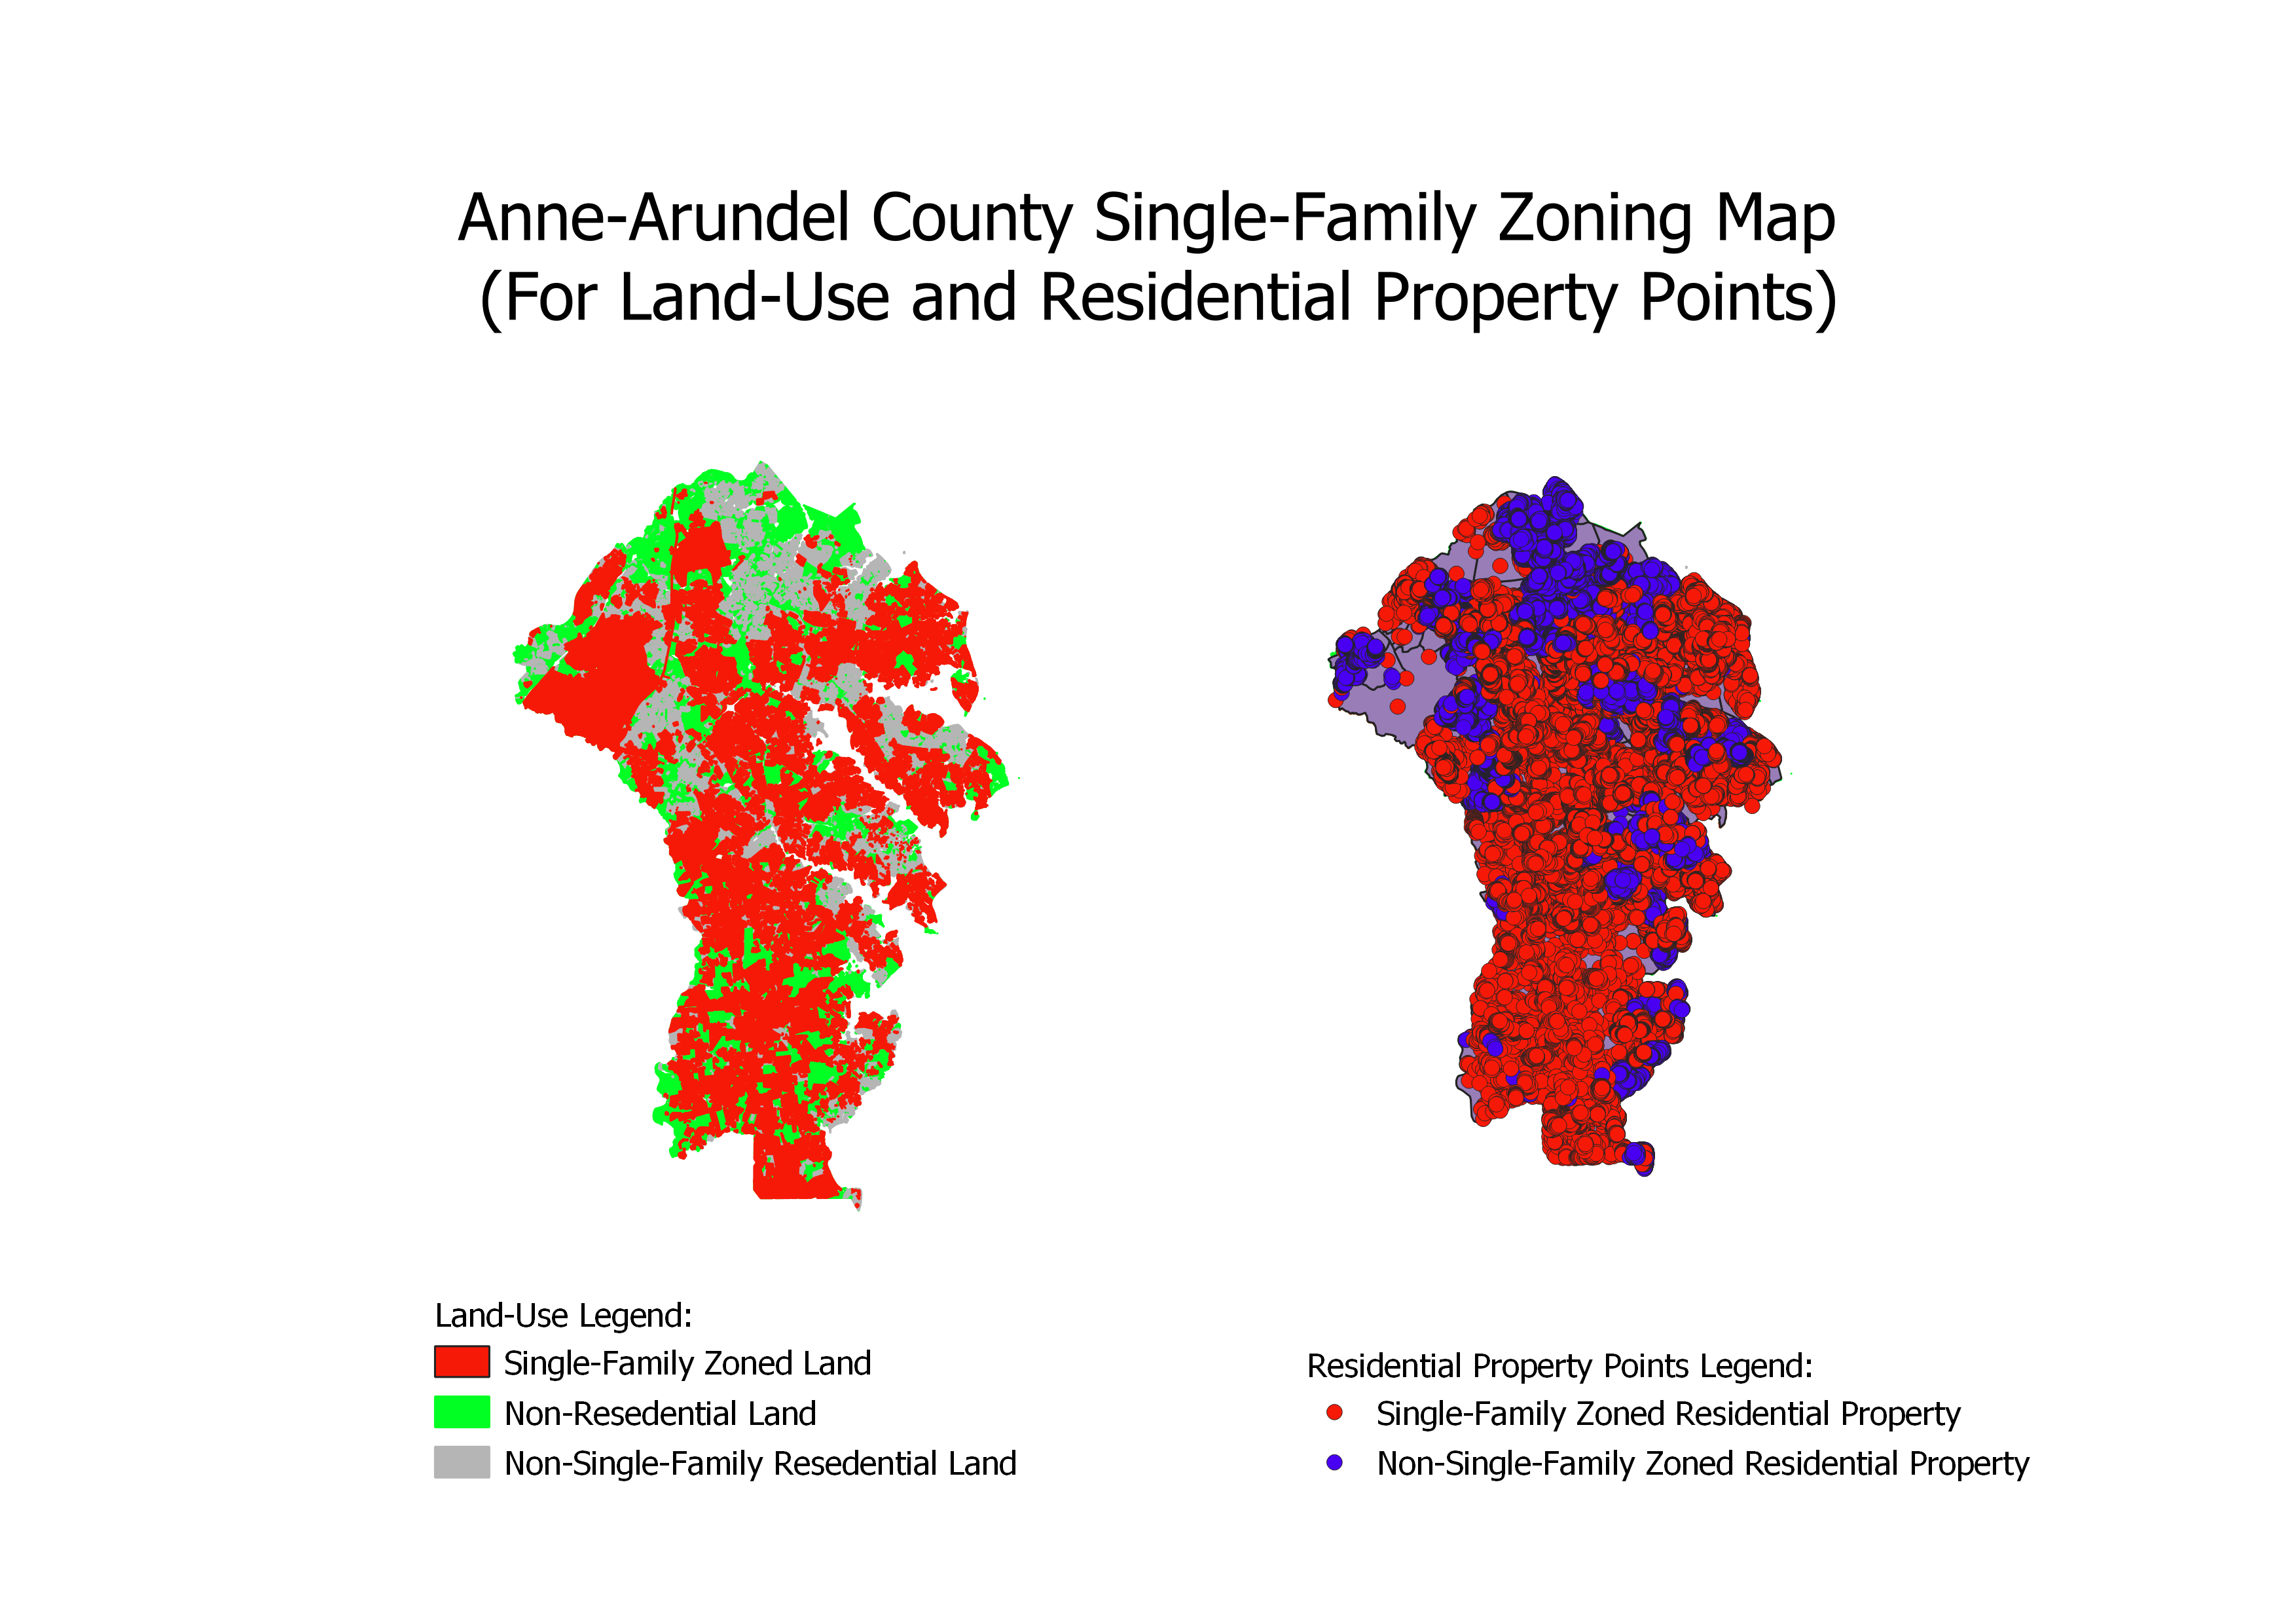 Anne-Arundel County Single-Family Zoning Map
(For Land-Use and Residential Property Points)
Land-Use Legend:
Single-Family Zoned Land
Non-Resedential Land
Non-Single-Family Resedential Land
Residential Property Points Legend:
Single-Family Zoned Residential Property
Non-Single-Family Zoned Residential Property